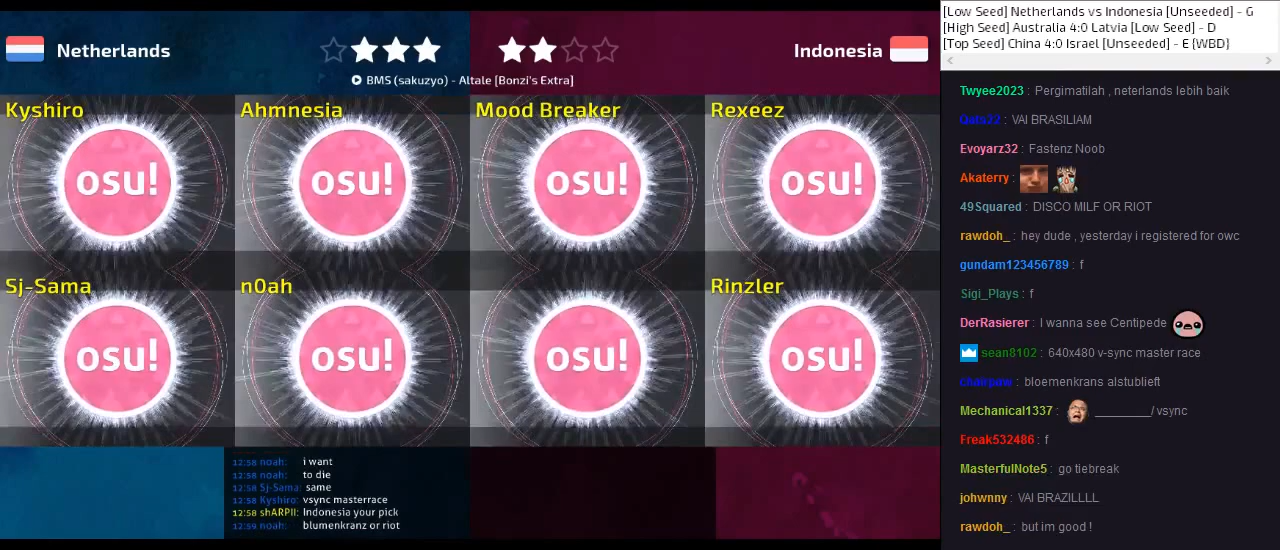 Netherlands
Indonesia
BMS (sakuzyo) - Altale [Bonzi's Extra]
Kyshiro
Ahmnesia
Mood Breaker
Rexeez
osu!
osu!
osu!
osu!
Sj-Sama
n0ah
Rinzler
osu!
osu!
osu!
osu!
12:58 noah: i want
12:58 noah: to die
12:58 Sj-Sama: same
12:58 Kyshiro: vsync masterrace
12:58 shARPII: Indonesia your pick
12:59 noah: blumenkranz or riot
[Low Seed] Netherlands vs Indonesia [Unseeded] - G
[High Seed] Australia 4:0 Latvia [Low Seed] - D
[Top Seed] China 4:0 Israel [Unseeded] - E {WBD}
Twyee2023 : Pergimatilah , neterlands lebih baik
: VAI BRASILIAM
Evoyarz32 : Fastenz Noob
Akaterry :
49Squared : DISCO MILF OR RIOT
rawdoh_ : hey dude , yesterday i registered for owc
gundam123456789 : f
Sigi_Plays : f
DerRasierer : I wanna see Centipede
sean8102 : 640x480 v-sync master race
: bloemenkrans alstublieft
Mechanical1337 : _________/ vsync
Freak532486 : f
MasterfulNote5 : go tiebreak
johwnny : VAI BRAZILLLL
rawdoh_ : but im good !